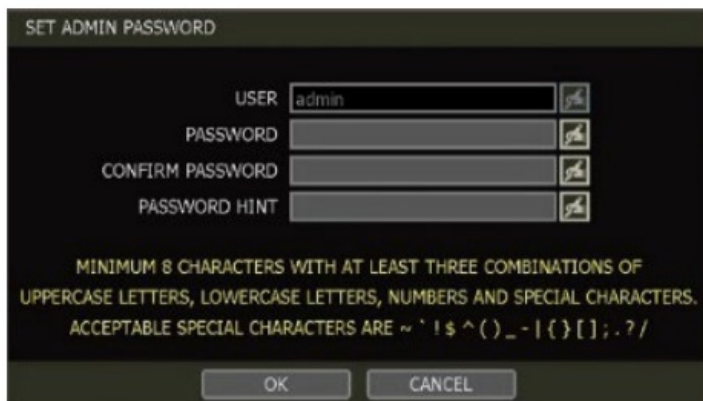 SET ADMIN PASSWORD
USER admin
PASSWORD
CONFIRM PASSWORD
PASSWORD HINT
MINIMUM 8 CHARACTERS WITH AT LEAST THREE COMBINATIONS OF
UPPERCASE LETTERS, LOWERCASE LETTERS, NUMBERS AND SPECIAL CHARACTERS.
ACCEPTABLE SPECIAL CHARACTERS ARE ~ ` ! $ ^ ( ) _ - | { } [ ] ; . ? /
OK CANCEL